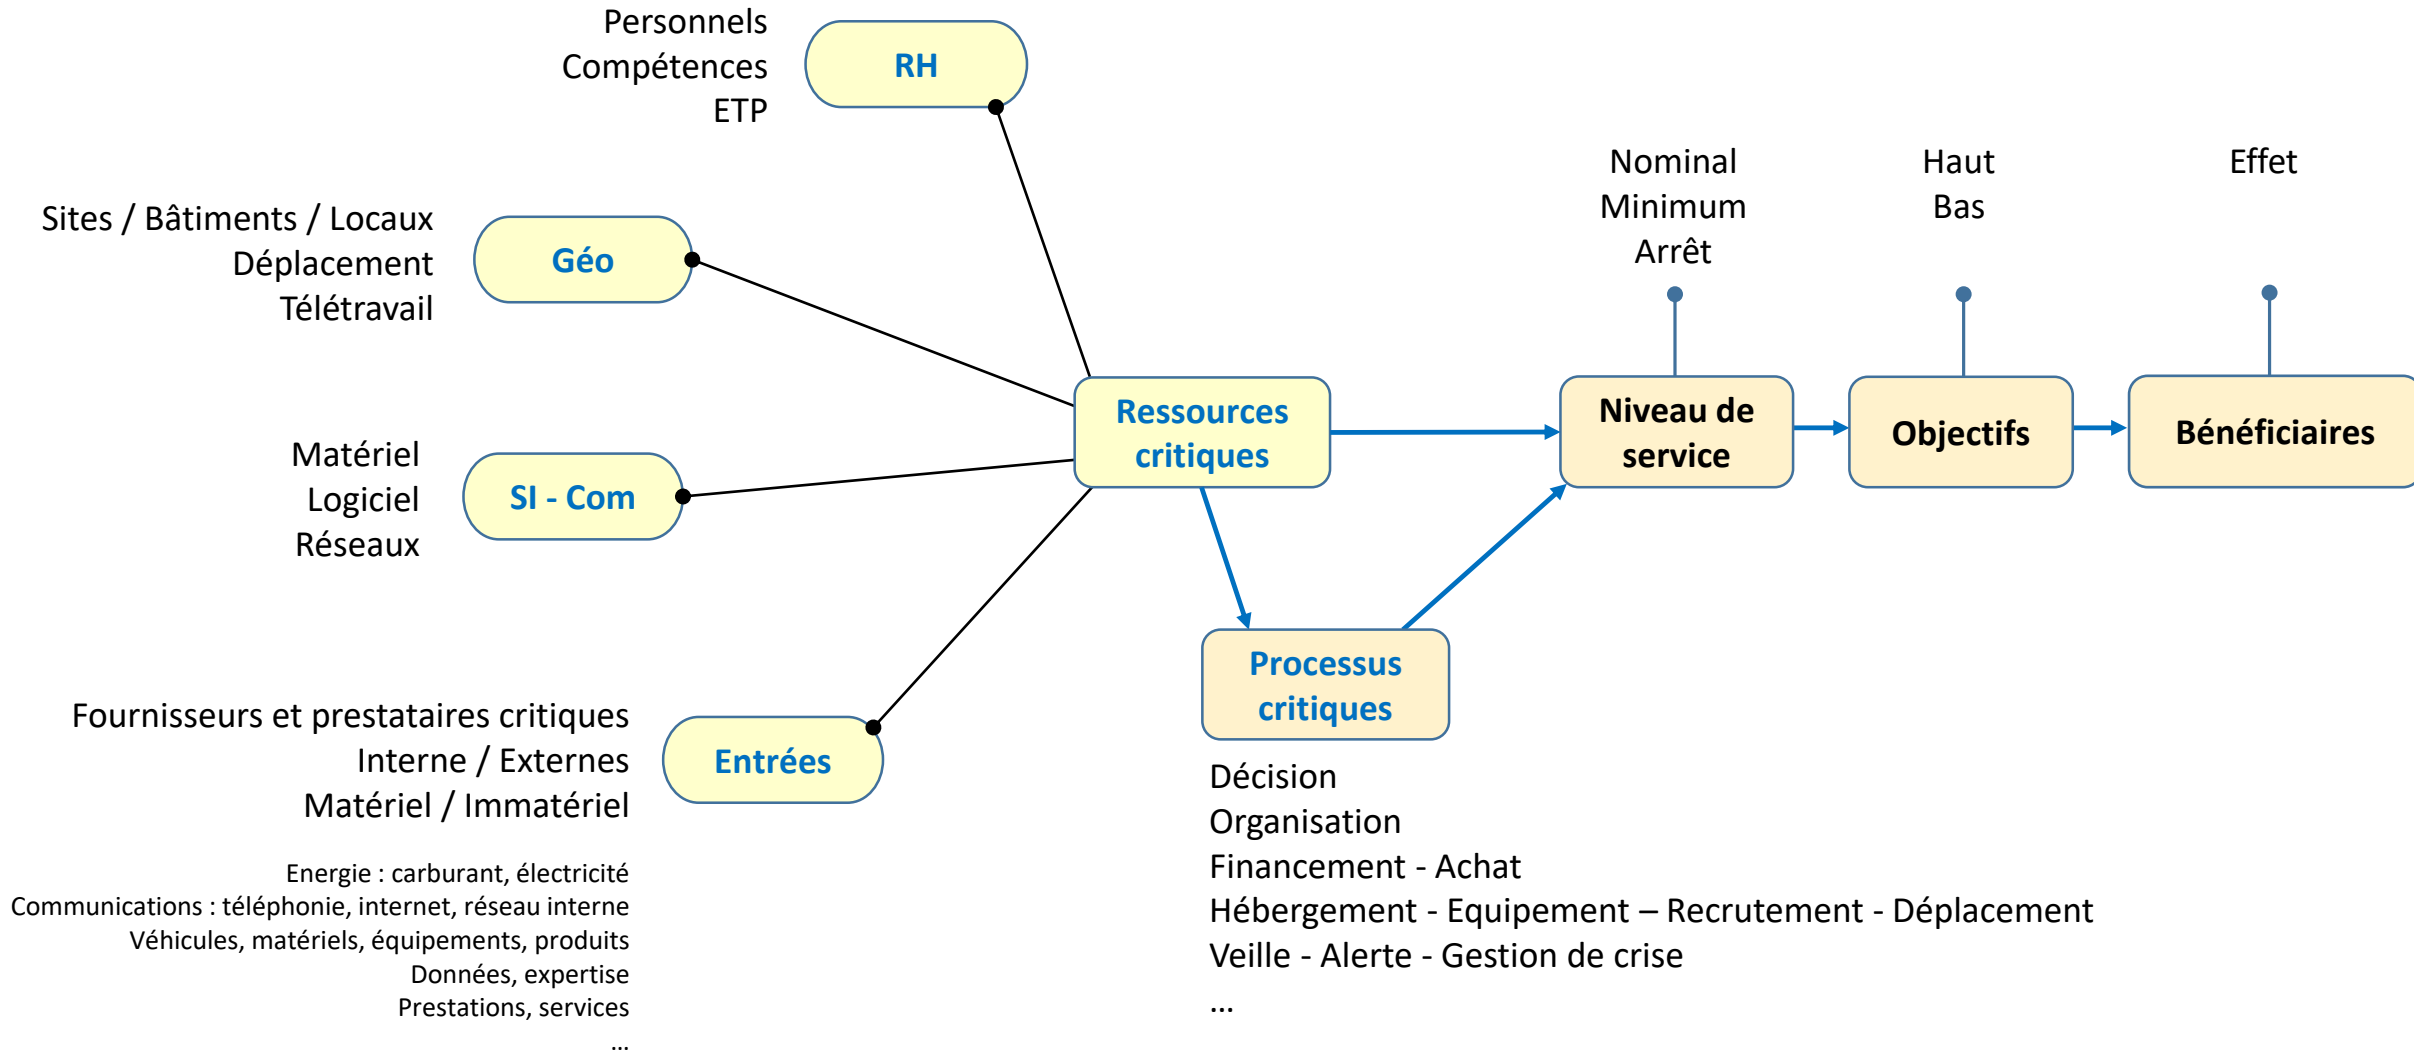 Personnels
Compétences
ETP
RH
Sites / Bâtiments / Locaux
Déplacement
Télétravail
Géo
Matériel
Logiciel
Réseaux
SI - Com
Fournisseurs et prestataires critiques
Interne / Externes
Matériel / Immatériel
Entrées
Energie : carburant, électricité
Communications : téléphonie, internet, réseau interne
Véhicules, matériels, équipements, produits
Données, expertise
Prestations, services
...
Ressources
critiques
Processus
critiques
Décision
Organisation
Financement - Achat
Hébergement - Equipement – Recrutement - Déplacement
Veille - Alerte - Gestion de crise
...
Nominal
Minimum
Arrêt
Niveau de
service
Haut
Bas
Objectifs
Effet
Bénéficiaires